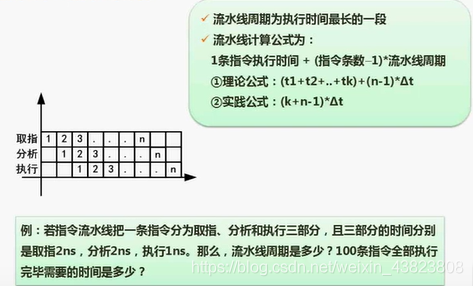 ✓ 流水线周期为执行时间最长的一段
✓ 流水线计算公式为：
1条指令执行时间 + (指令条数–1)*流水线周期
①理论公式：(t1+t2+..+tk)+(n-1)*Δt
②实践公式：(k+n-1)*Δt
取指 1 2 3 . . . n
分析 1 2 3 . . . n
执行 1 2 3 . . . n
例：若指令流水线把一条指令分为取指、分析和执行三部分，且三部分的时间分别
是取指2ns，分析2ns，执行1ns。那么，流水线周期是多少？100条指令全部执行
完毕需要的时间是多少？
https://blog.csdn.net/weixin_43823808